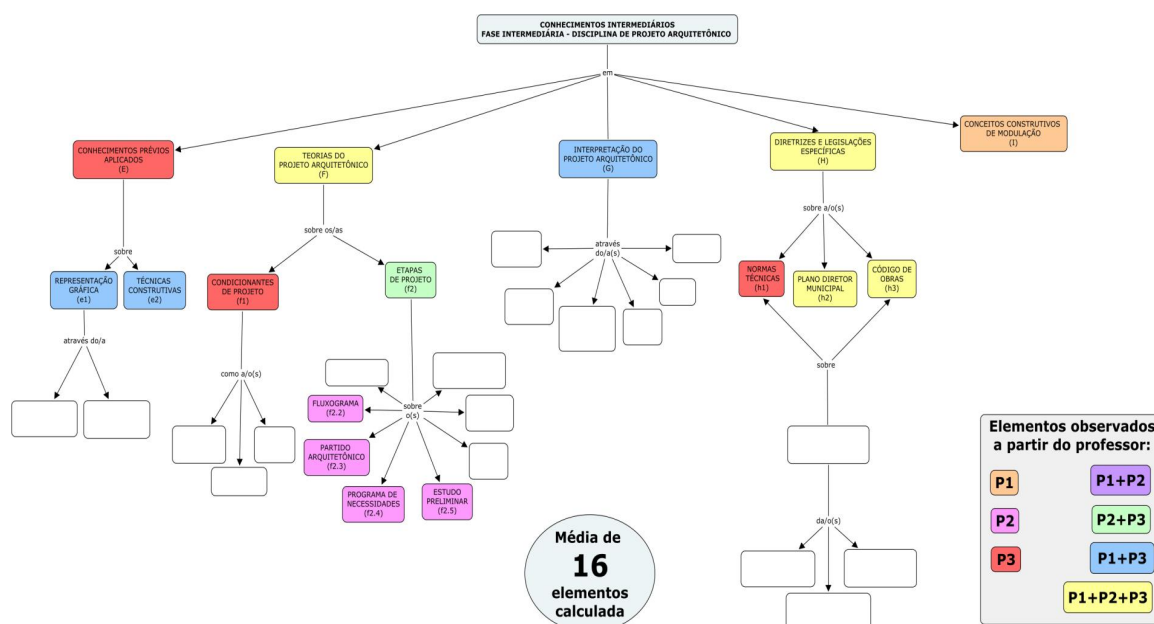 CONHECIMENTOS INTERMEDIÁRIOS
FASE INTERMEDIÁRIA - DISCIPLINA DE PROJETO ARQUITETÔNICO
em
CONHECIMENTOS PRÉVIOS
APLICADOS
(E)
TEORIAS DO
PROJETO ARQUITETÔNICO
(F)
INTERPRETAÇÃO DO
PROJETO ARQUITETÔNICO
(G)
DIRETRIZES E LEGISLAÇÕES
ESPECÍFICAS
(H)
CONCEITOS CONSTRUTIVOS
DE MODULAÇÃO
(I)
sobre
sobre os/as
através
do/a(s)
sobre a/o(s)
REPRESENTAÇÃO
GRÁFICA
(e1)
TÉCNICAS
CONSTRUTIVAS
(e2)
CONDICIONANTES
DE PROJETO
(f1)
ETAPAS
DE PROJETO
(f2)
NORMAS
TÉCNICAS
(h1)
PLANO DIRETOR
MUNICIPAL
(h2)
CÓDIGO DE
OBRAS
(h3)
através do/a
como a/o(s)
sobre
o(s)
sobre
FLUXOGRAMA
(f2.2)
PARTIDO
ARQUITETÔNICO
(f2.3)
PROGRAMA DE
NECESSIDADES
(f2.4)
ESTUDO
PRELIMINAR
(f2.5)
da/o(s)
Média de
16
elementos
calculada
Elementos observados
a partir do professor:
P1
P1+P2
P2
P2+P3
P3
P1+P3
P1+P2+P3